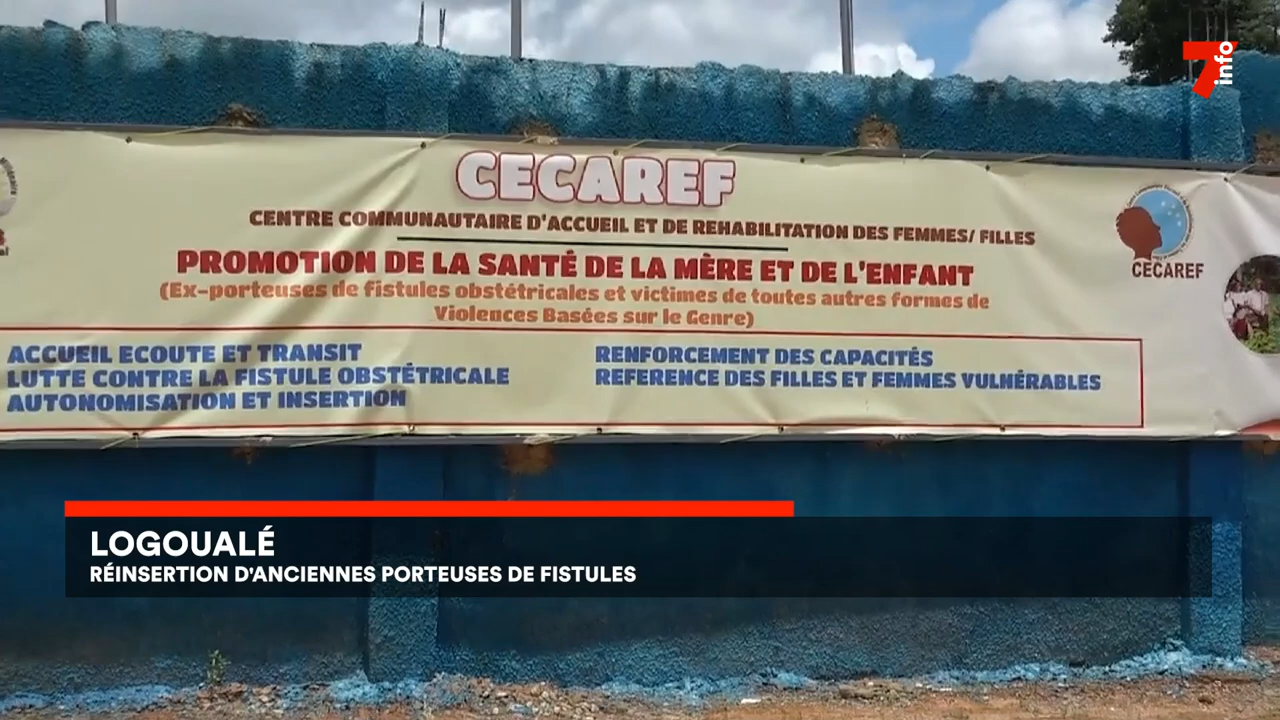 7info
CECAREF
CENTRE COMMUNAUTAIRE D'ACCUEIL ET DE REHABILITATION DES FEMMES/ FILLES
PROMOTION DE LA SANTÉ DE LA MÈRE ET DE L'ENFANT
(Ex-porteuses de fistules obstétricales et victimes de toutes autres formes de
Violences Basées sur le Genre)
CECAREF
ACCUEIL ECOUTE ET TRANSIT
LUTTE CONTRE LA FISTULE OBSTÉTRICALE
AUTONOMISATION ET INSERTION
RENFORCEMENT DES CAPACITÉS
REFERENCE DES FILLES ET FEMMES VULNÉRABLES
LOGOUALÉ
RÉINSERTION D'ANCIENNES PORTEUSES DE FISTULES